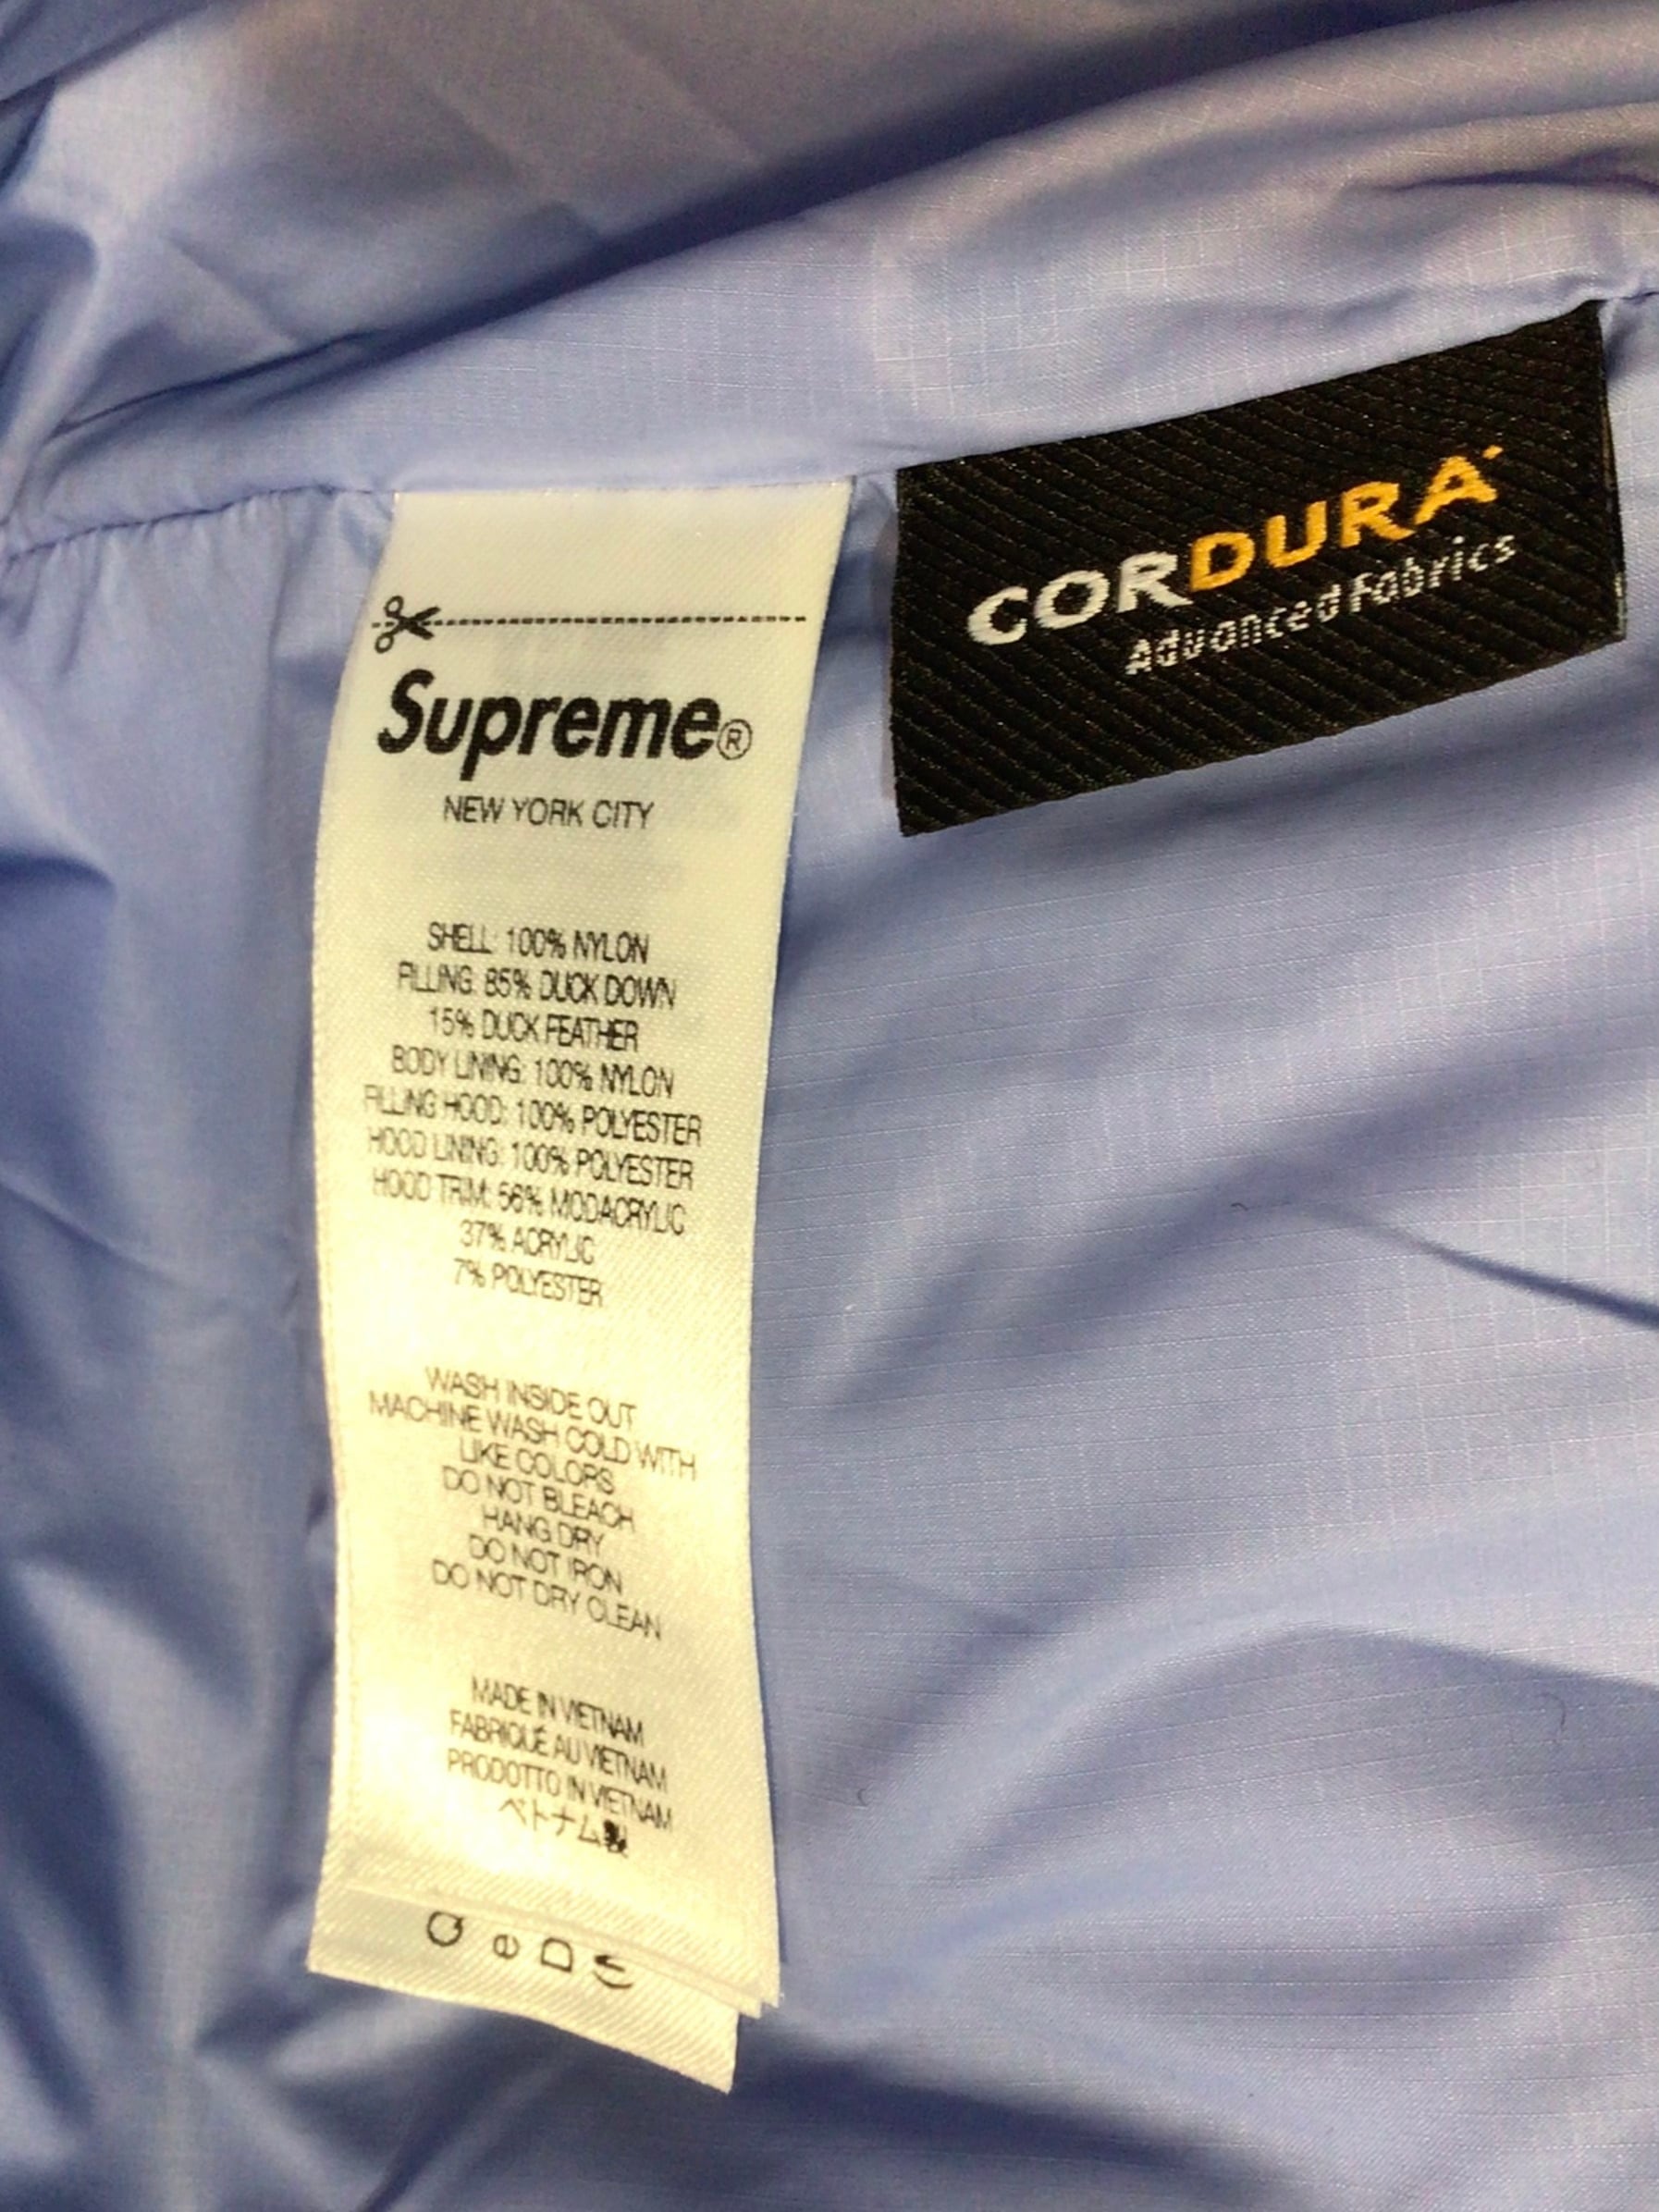 Supreme®
NEW YORK CITY
SHELL: 100% NYLON
FILLING: 85% DUCK DOWN
15% DUCK FEATHER
BODY LINING: 100% NYLON
FILLING HOOD: 100% POLYESTER
HOOD LINING: 100% POLYESTER
HOOD TRIM: 56% MODACRYLIC
37% ACRYLIC
7% POLYESTER
WASH INSIDE OUT
MACHINE WASH COLD WITH
LIKE COLORS
DO NOT BLEACH
HANG DRY
DO NOT IRON
DO NOT DRY CLEAN
MADE IN VIETNAM
FABRIQUÉ AU VIETNAM
PRODOTTO IN VIETNAM
ベトナム製
CORDURA
Advanced Fabrics